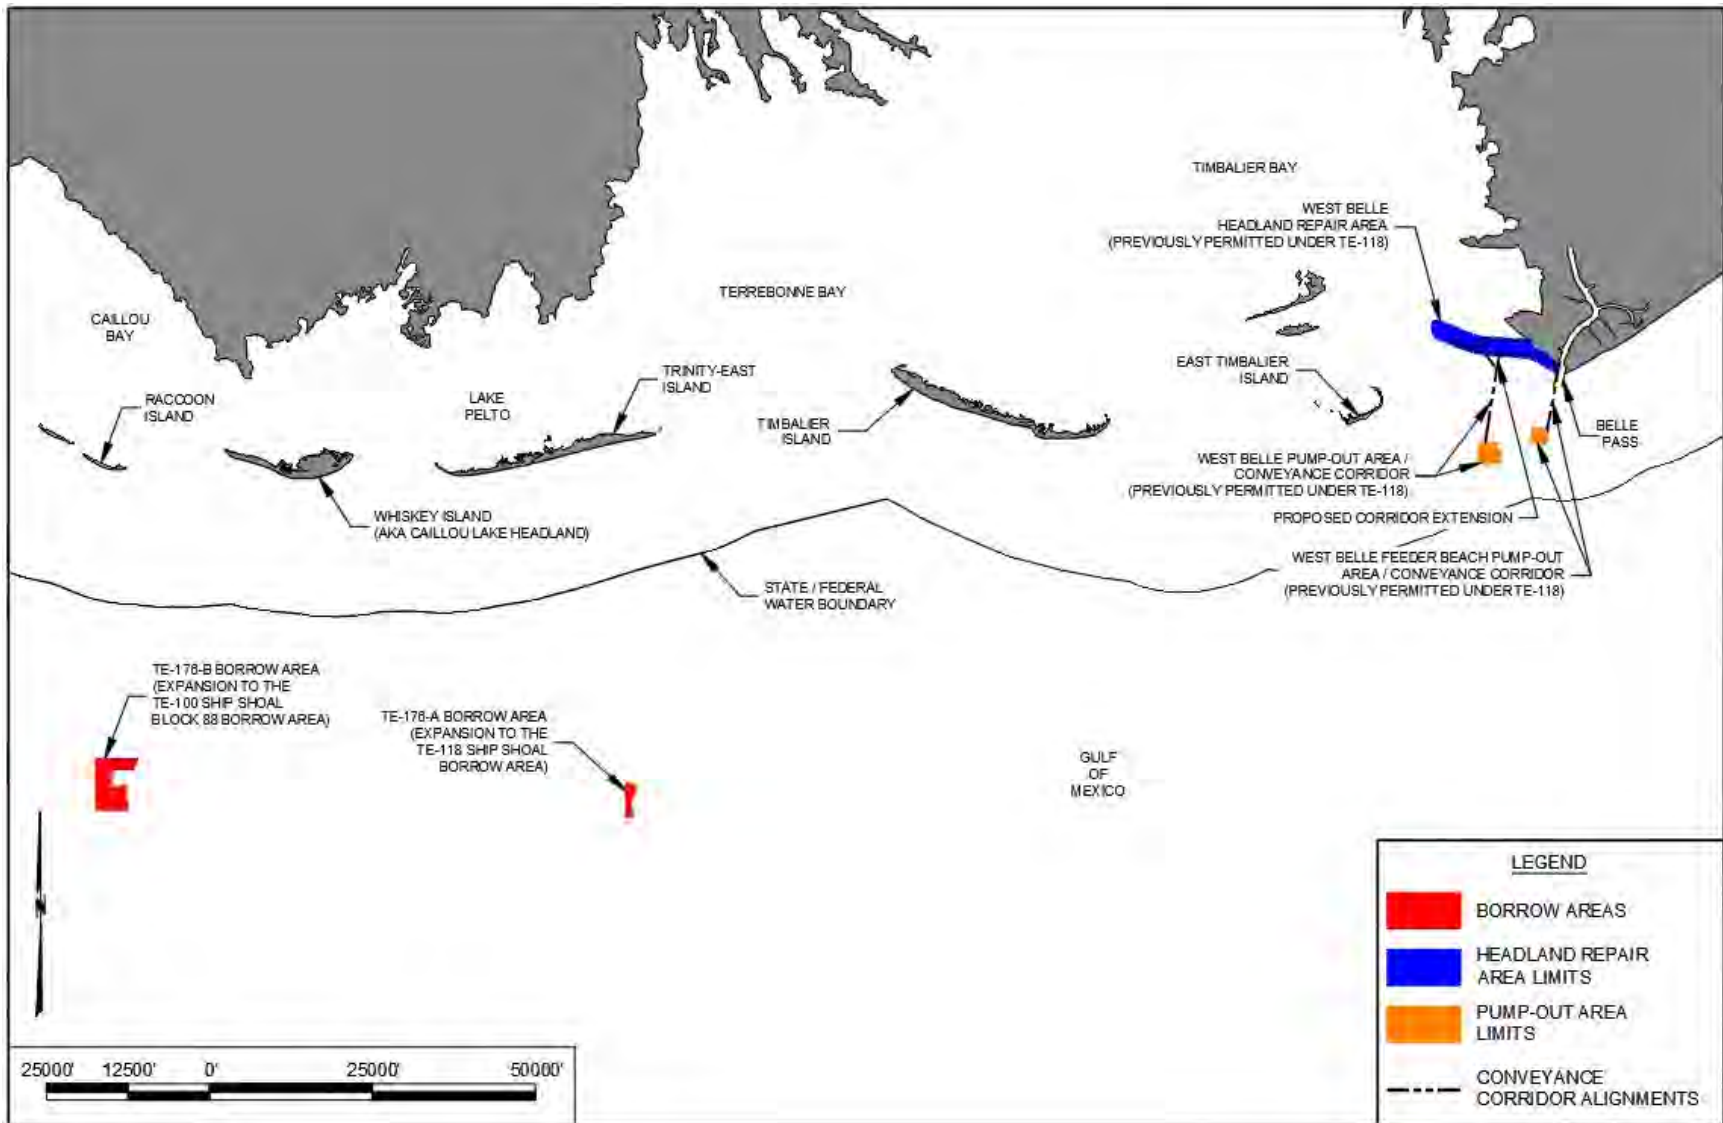 TIMBALIER BAY
WEST BELLE
HEADLAND REPAIR AREA
(PREVIOUSLY PERMITTED UNDER TE-118)
TERREBONNE BAY
CAILLOU
BAY
TRINITY-EAST
ISLAND
EAST TIMBALIER
ISLAND
RACCOON
ISLAND
LAKE
PELTO
TIMBALIER
ISLAND
BELLE
PASS
WEST BELLE PUMP-OUT AREA /
CONVEYANCE CORRIDOR
(PREVIOUSLY PERMITTED UNDER TE-118)
WHISKEY ISLAND
(AKA CAILLOU LAKE HEADLAND)
PROPOSED CORRIDOR EXTENSION
WEST BELLE FEEDER BEACH PUMP-OUT
AREA / CONVEYANCE CORRIDOR
(PREVIOUSLY PERMITTED UNDER TE-118)
STATE / FEDERAL
WATER BOUNDARY
TE-176-B BORROW AREA
(EXPANSION TO THE
TE-100 SHIP SHOAL
BLOCK 88 BORROW AREA)
TE-176-A BORROW AREA
(EXPANSION TO THE
TE-118 SHIP SHOAL
BORROW AREA)
GULF
OF
MEXICO
N
LEGEND
BORROW AREAS
HEADLAND REPAIR
AREA LIMITS
PUMP-OUT AREA
LIMITS
CONVEYANCE
CORRIDOR ALIGNMENTS
25000' 12500' 0' 25000' 50000'